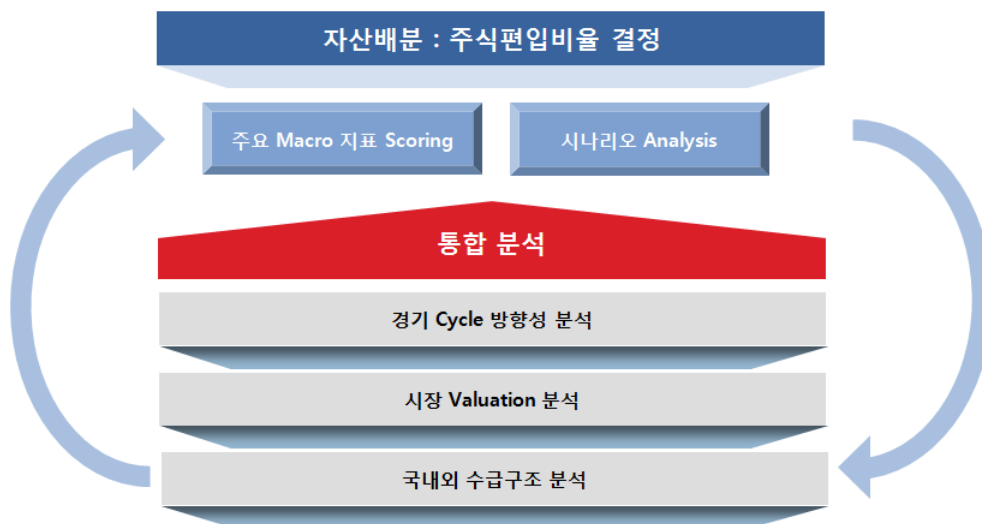 자산배분 : 주식편입비율 결정
주요 Macro 지표 Scoring
시나리오 Analysis
통합 분석
경기 Cycle 방향성 분석
시장 Valuation 분석
국내외 수급구조 분석